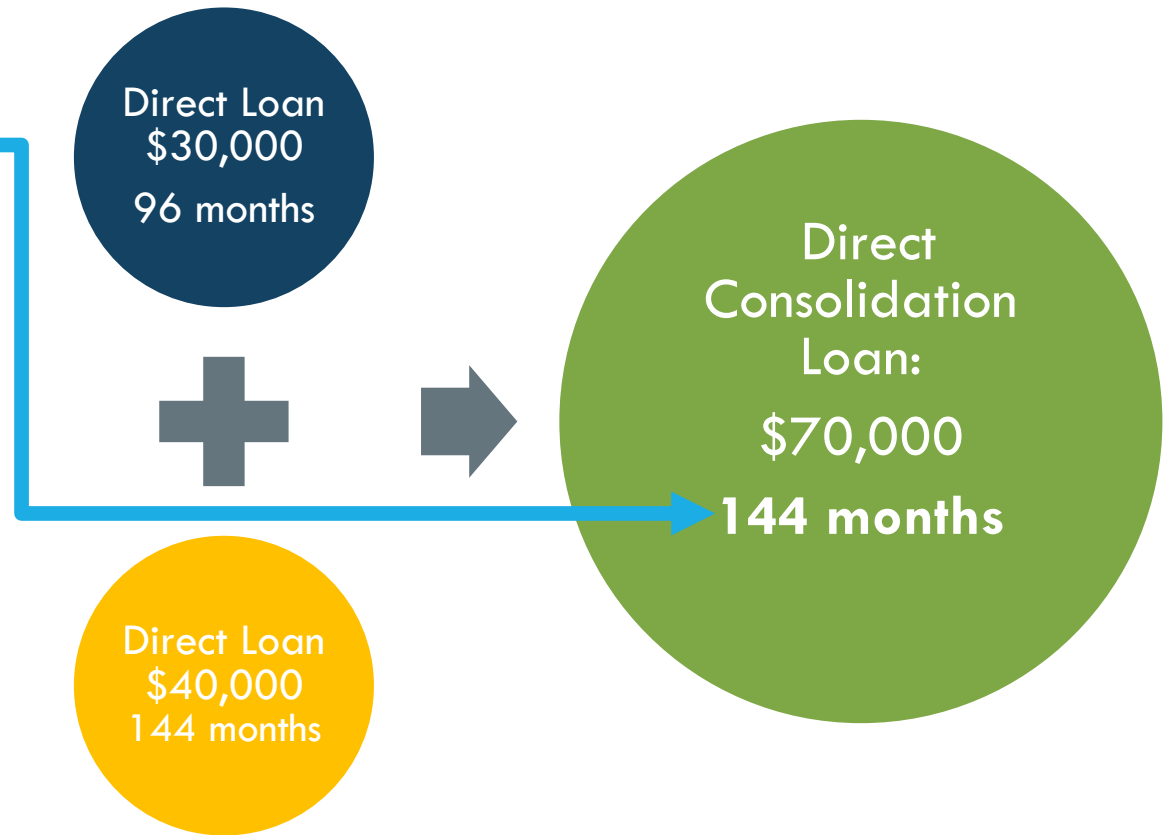 Direct Loan
$30,000
96 months
Direct Loan
$40,000
144 months
Direct
Consolidation
Loan:
$70,000
144 months